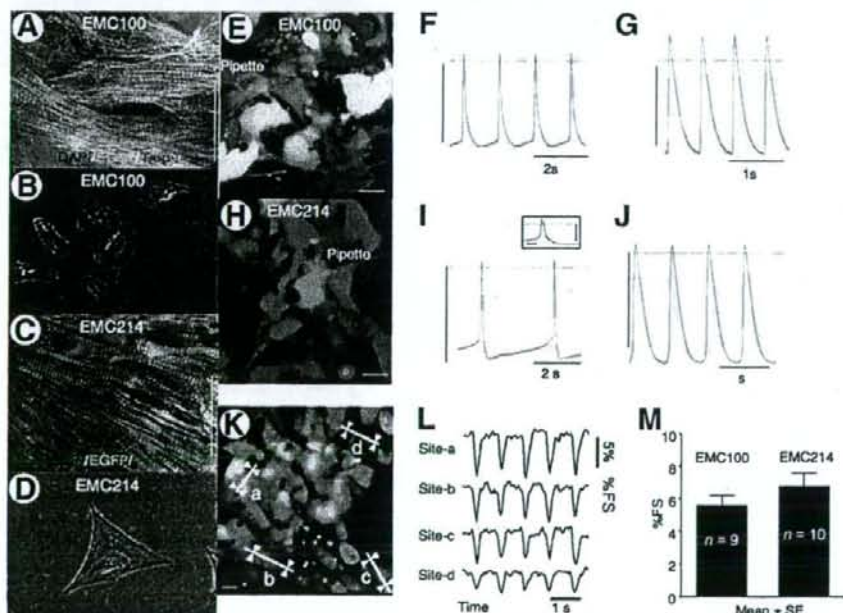 A
EMC100
DAPI/
B
EMC100
C
EMC214
/EGFP/
D
EMC214
E
EMC100
Pipette
H
EMC214
Pipette
K
a
b
c
d
F
2s
G
1s
I
2 s
J
s
L
Site-a
Site-b
Site-c
Site-d
5%
%FS
Time
1 s
M
%FS
10
8
6
4
2
0
EMC100
EMC214
n = 9
n = 10
Mean + SE